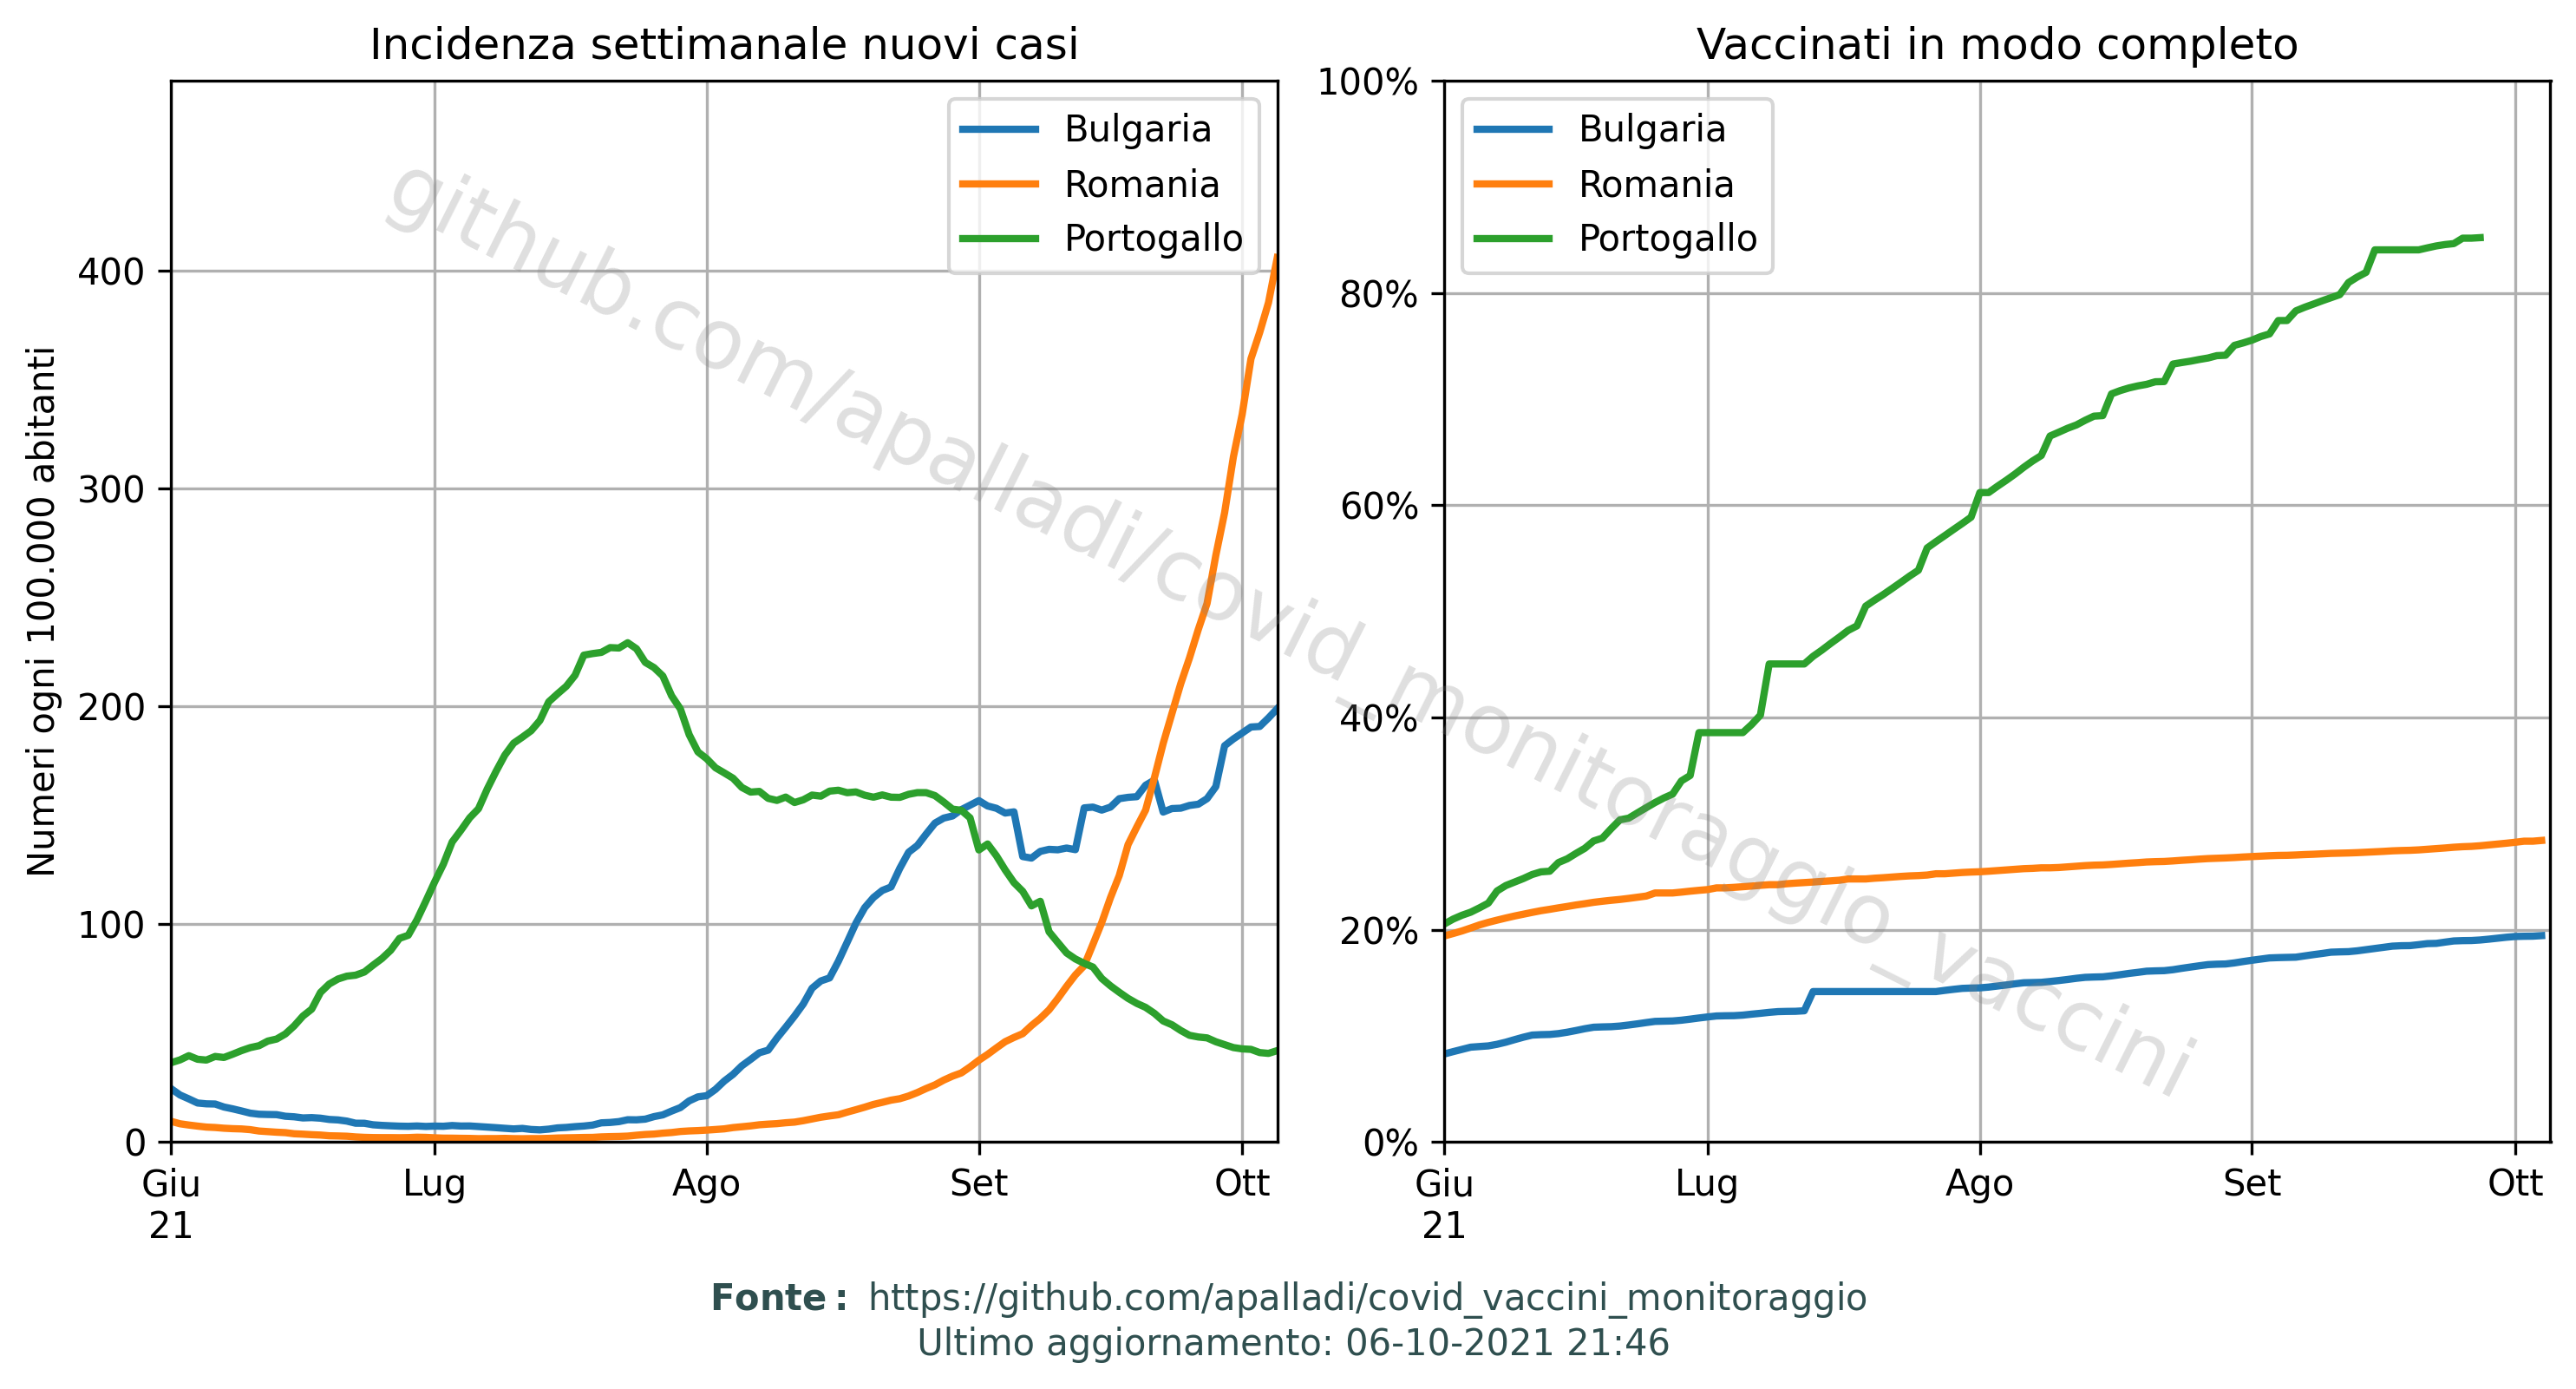 Incidenza settimanale nuovi casi
Numeri ogni 100.000 abitanti
400
300
200
100
0
Bulgaria
Romania
Portogallo
Giu
21
Lug
Ago
Set
Ott
Vaccinati in modo completo
100%
80%
60%
40%
20%
0%
Bulgaria
Romania
Portogallo
Giu
21
Lug
Ago
Set
Ott
github.com/apalladi/covid_monitoraggio_vaccini
Fonte: https://github.com/apalladi/covid_vaccini_monitoraggio
Ultimo aggiornamento: 06-10-2021 21:46